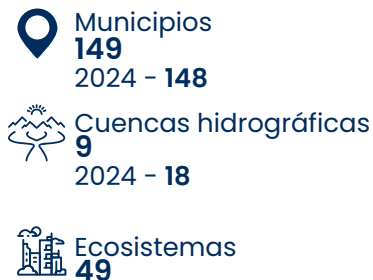 Municipios
149
2024 - 148
Cuencas hidrográficas
9
2024 - 18
Ecosistemas
49